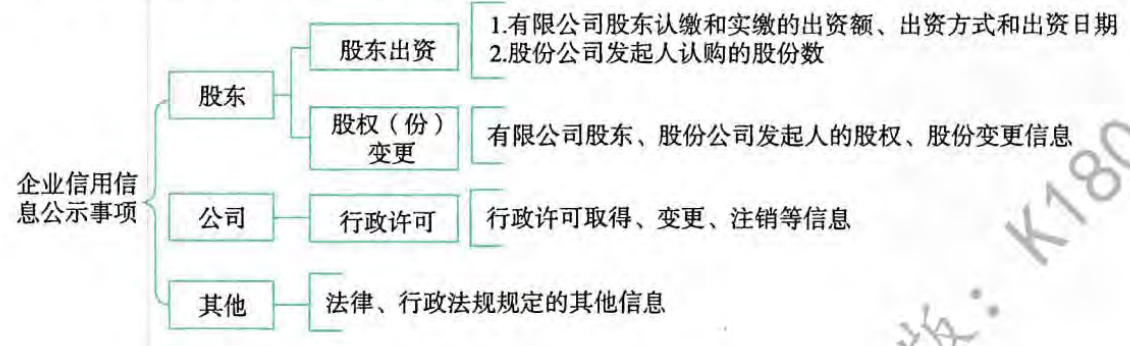 1.有限公司股东认缴和实缴的出资额、出资方式和出资日期
股东出资
2.股份公司发起人认购的股份数
股东
股权（份）
变更
有限公司股东、股份公司发起人的股权、股份变更信息
企业信用信
息公示事项
公司
行政许可
行政许可取得、变更、注销等信息
其他
法律、行政法规规定的其他信息
K180